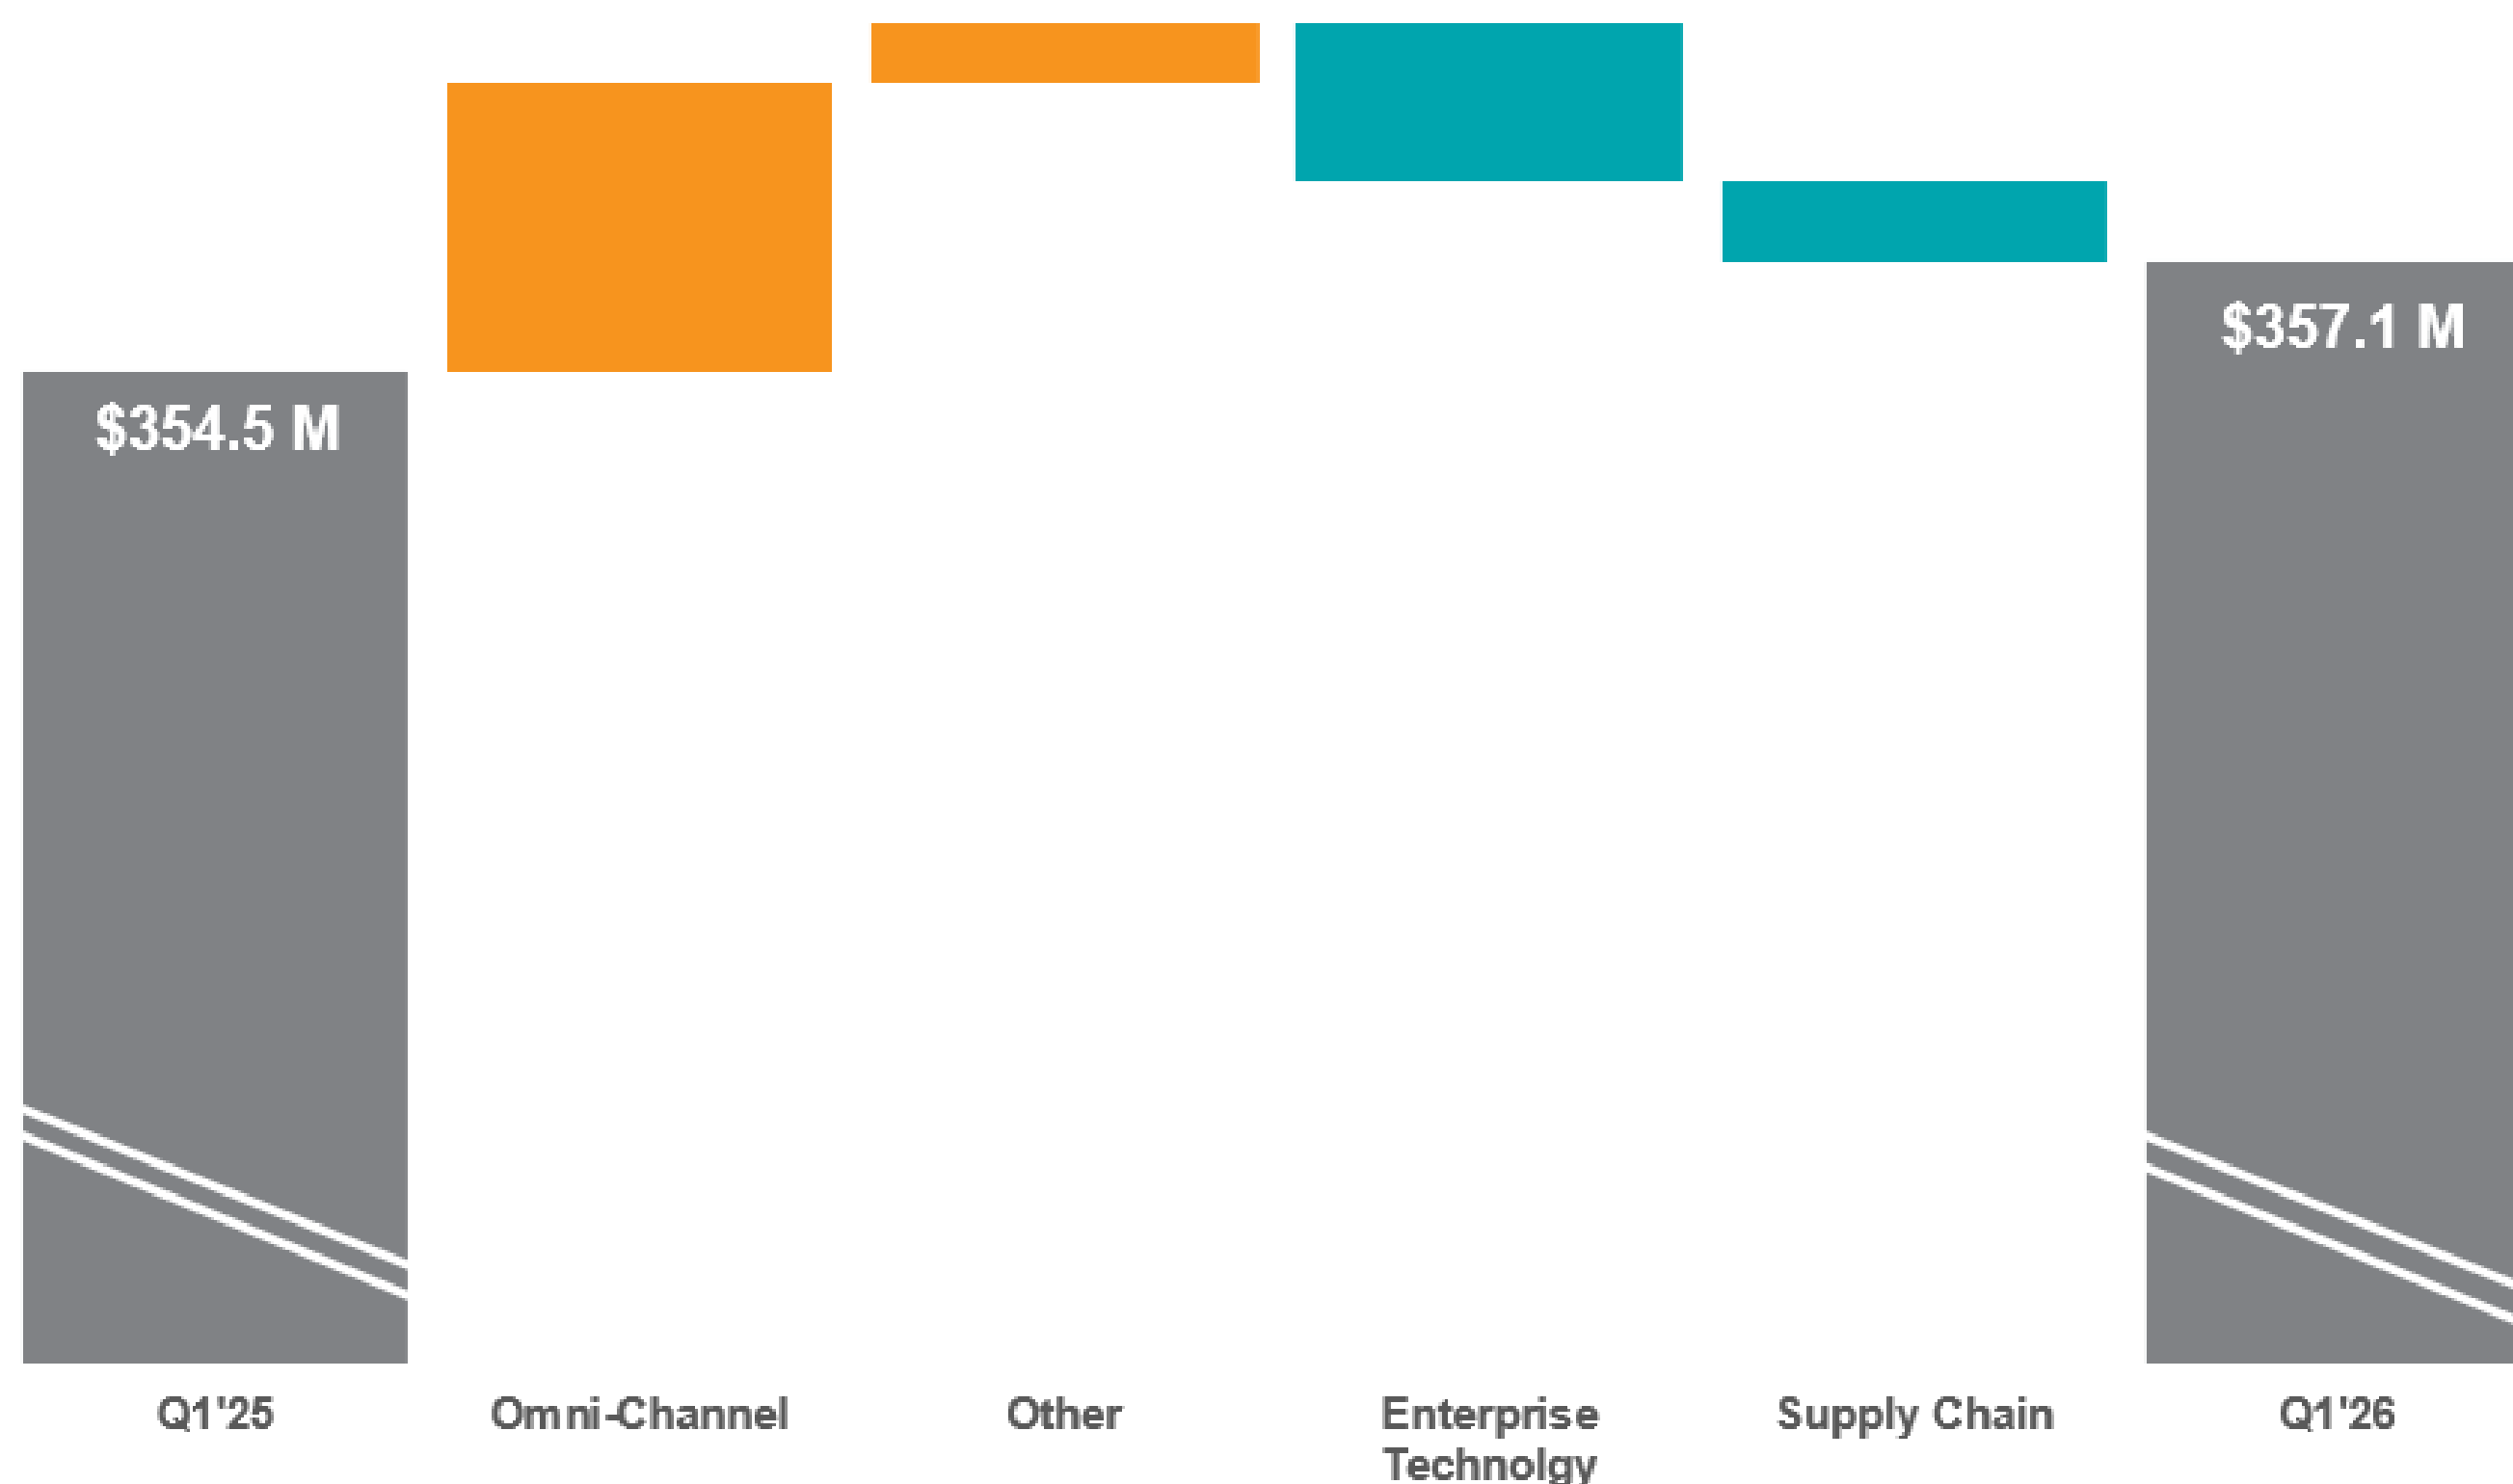 $354.5 M
$357.1 M
Q1'25
Omni-Channel
Other
Enterprise
Technolgy
Supply Chain
Q1'26